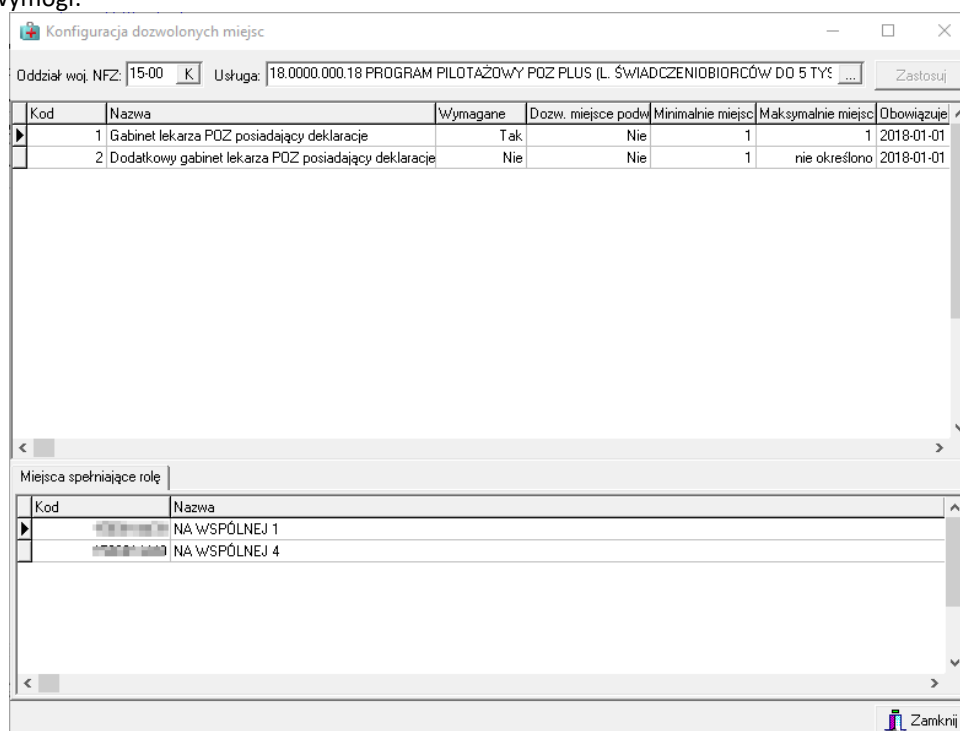 wymogi.
Konfiguracja dozwolonych miejsc
Oddział woj. NFZ: 15-00 K Usługa: 18.0000.000.18 PROGRAM PILOTAŻOWY POZ PLUS (L. ŚWIADCZENIOBIORCÓW DO 5 TYS ... Zastosuj
Kod Nazwa Wymagane Dozw. miejsce podw Minimalnie miejsc Maksymalnie miejsc Obowiązuje
1 Gabinet lekarza POZ posiadający deklaracje Tak Nie 1 1 2018-01-01
2 Dodatkowy gabinet lekarza POZ posiadający deklaracje Nie Nie 1 nie określono 2018-01-01
Miejsca spełniające rolę
Kod Nazwa
NA WSPÓLNEJ 1
NA WSPÓLNEJ 4
Zamknij